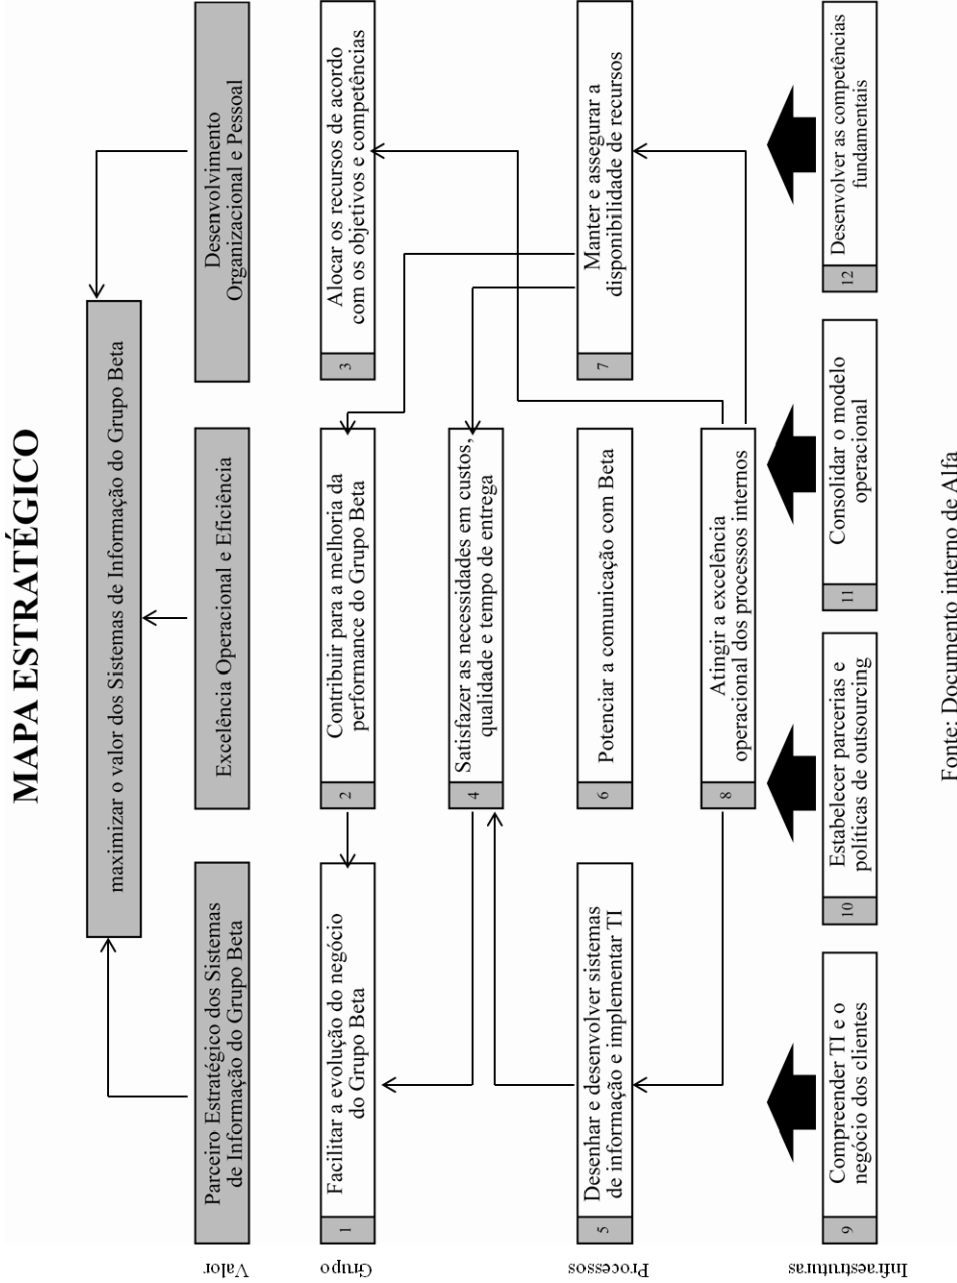 MAPA ESTRATÉGICO
maximizar o valor dos Sistemas de Informação do Grupo Beta
Valor
Parceiro Estratégico dos Sistemas
de Informação do Grupo Beta
Excelência Operacional e Eficiência
Desenvolvimento
Organizacional e Pessoal
Grupo
1
Facilitar a evolução do negócio
do Grupo Beta
2
Contribuir para a melhoria da
performance do Grupo Beta
3
Alocar os recursos de acordo
com os objetivos e competências
4
Satisfazer as necessidades em custos,
qualidade e tempo de entrega
Processos
5
Desenhar e desenvolver sistemas
de informação e implementar TI
6
Potenciar a comunicação com Beta
7
Manter e assegurar a
disponibilidade de recursos
8
Atingir a excelência
operacional dos processos internos
Infraestruturas
9
Compreender TI e o
negócio dos clientes
10
Estabelecer parcerias e
políticas de outsourcing
11
Consolidar o modelo
operacional
12
Desenvolver as competências
fundamentais
Fonte: Documento interno de Alfa